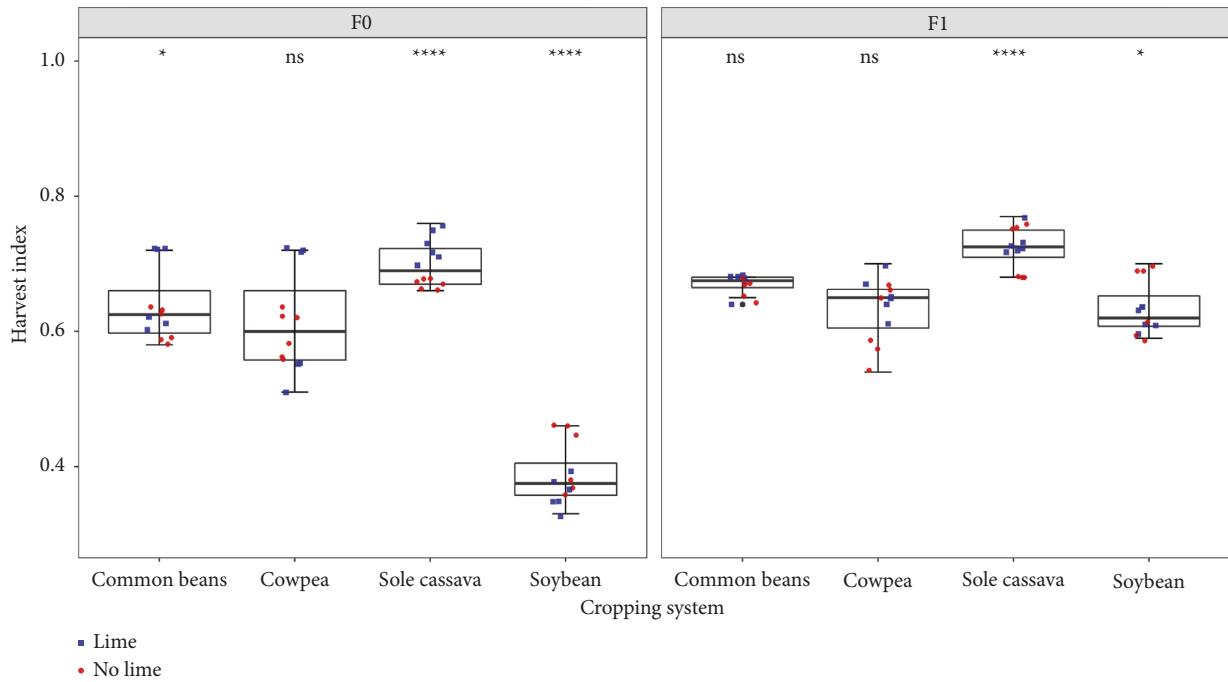 F0
F1
* ns **** ****
ns ns **** *
1.0
0.8
0.6
0.4
Harvest index
Common beans Cowpea Sole cassava Soybean
Common beans Cowpea Sole cassava Soybean
Cropping system
Lime
No lime